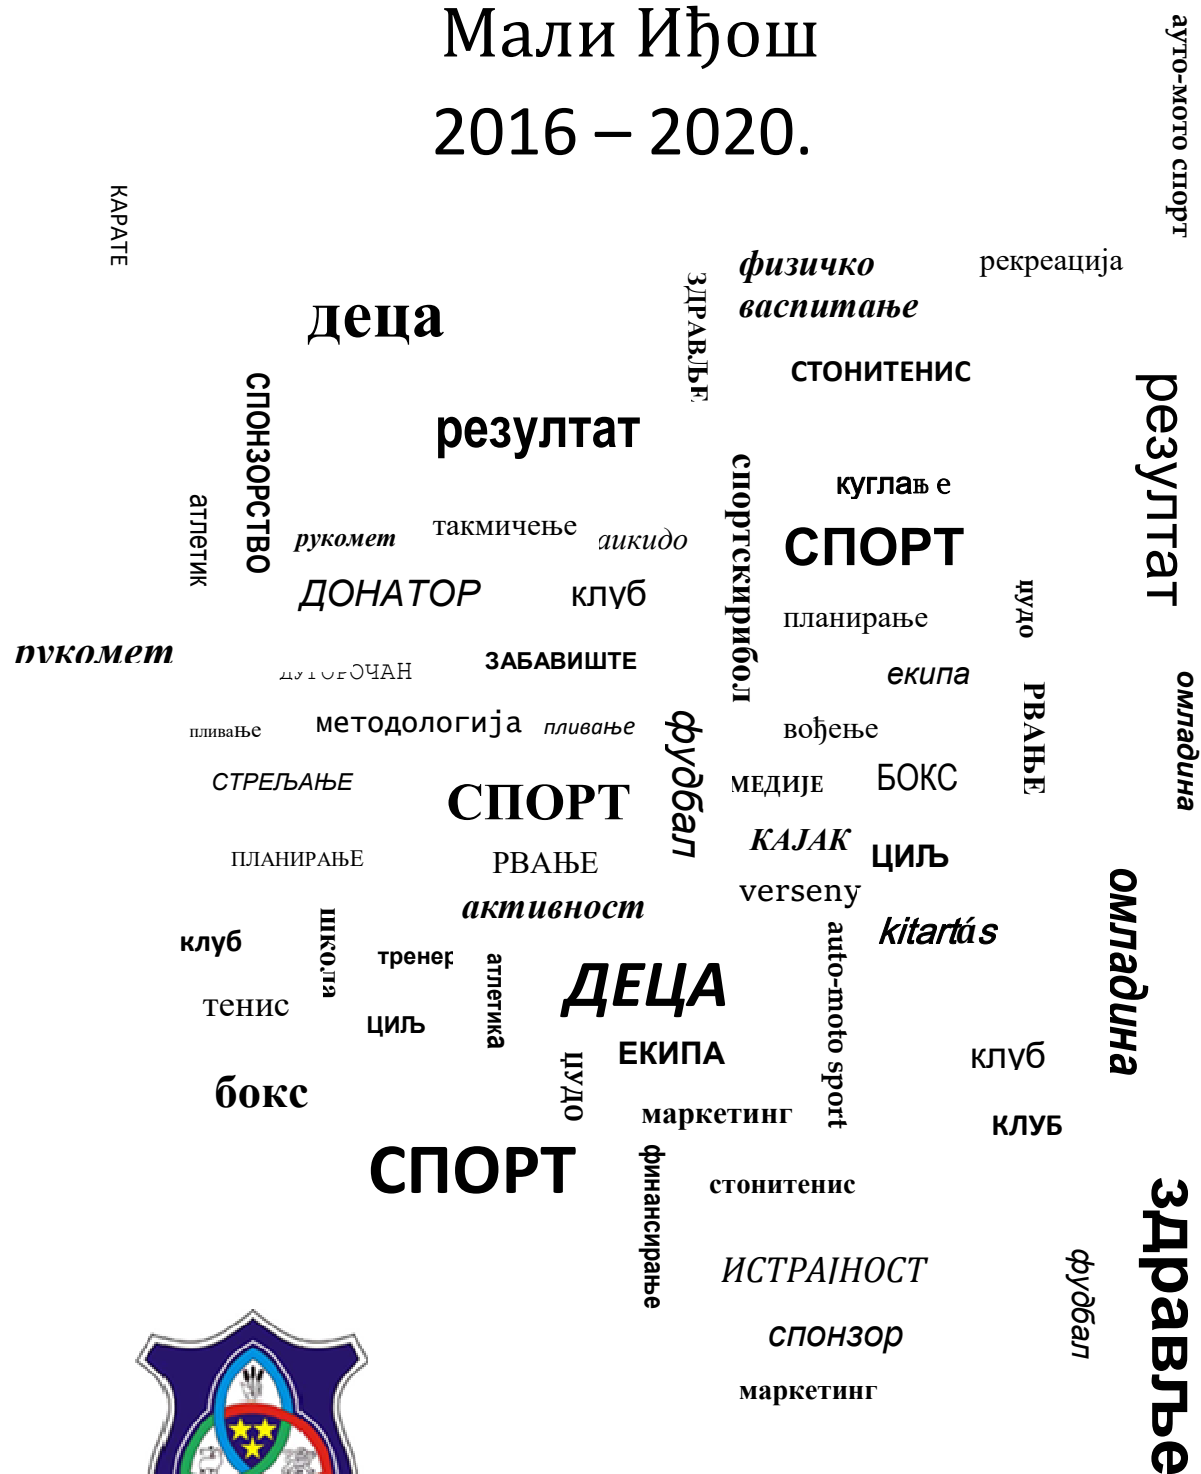 Мали Иђош
2016 – 2020.
ауто-мото спорт
КАРАТЕ
физичко
васпитање
рекреација
ЗДРАВЉЕ
деца
СТОНИТЕНИС
СПОНЗОРСТВО
резултат
резултат
спортскирибол
куглање
атлетик
рукомет
такмичење
аикидо
СПОРТ
ДОНАТОР
клуб
џудо
планирање
рукомет
ЗАБАВИШТЕ
екипа
омладина
РВАЊЕ
пливање
методологија
пливање
фудбал
вођење
СТРЕЉАЊЕ
СПОРТ
МЕДИЈЕ
БОКС
КАЈАК
ЦИЉ
ПЛАНИРАЊЕ
РВАЊЕ
verseny
омладина
активност
школа
клуб
тренер
auto-moto sport
kitartás
атлетика
ДЕЦА
тенис
ЦИЉ
ЕКИПА
клуб
џудо
бокс
маркетинг
КЛУБ
СПОРТ
финансирање
стонитенис
здравље
ИСТРАЈНОСТ
фудбал
спонзор
маркетинг